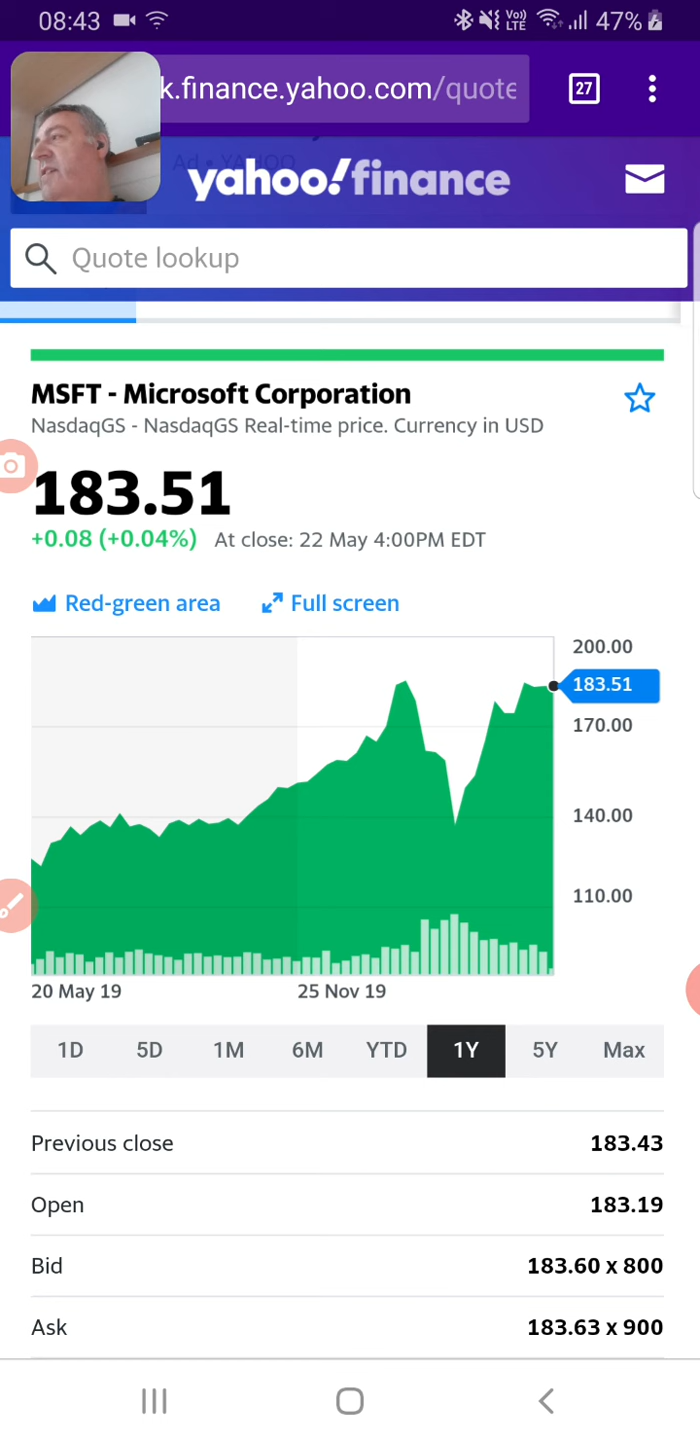 08:43 Vo) LTE 47%
k.finance.yahoo.com/quote 27
Ad • YAHOO
yahoo!finance
Quote lookup
MSFT - Microsoft Corporation
NasdaqGS - NasdaqGS Real-time price. Currency in USD
183.51
+0.08 (+0.04%) At close: 22 May 4:00PM EDT
Red-green area Full screen
200.00
183.51
170.00
140.00
110.00
20 May 19 25 Nov 19
1D 5D 1M 6M YTD 1Y 5Y Max
Previous close 183.43
Open 183.19
Bid 183.60 x 800
Ask 183.63 x 900